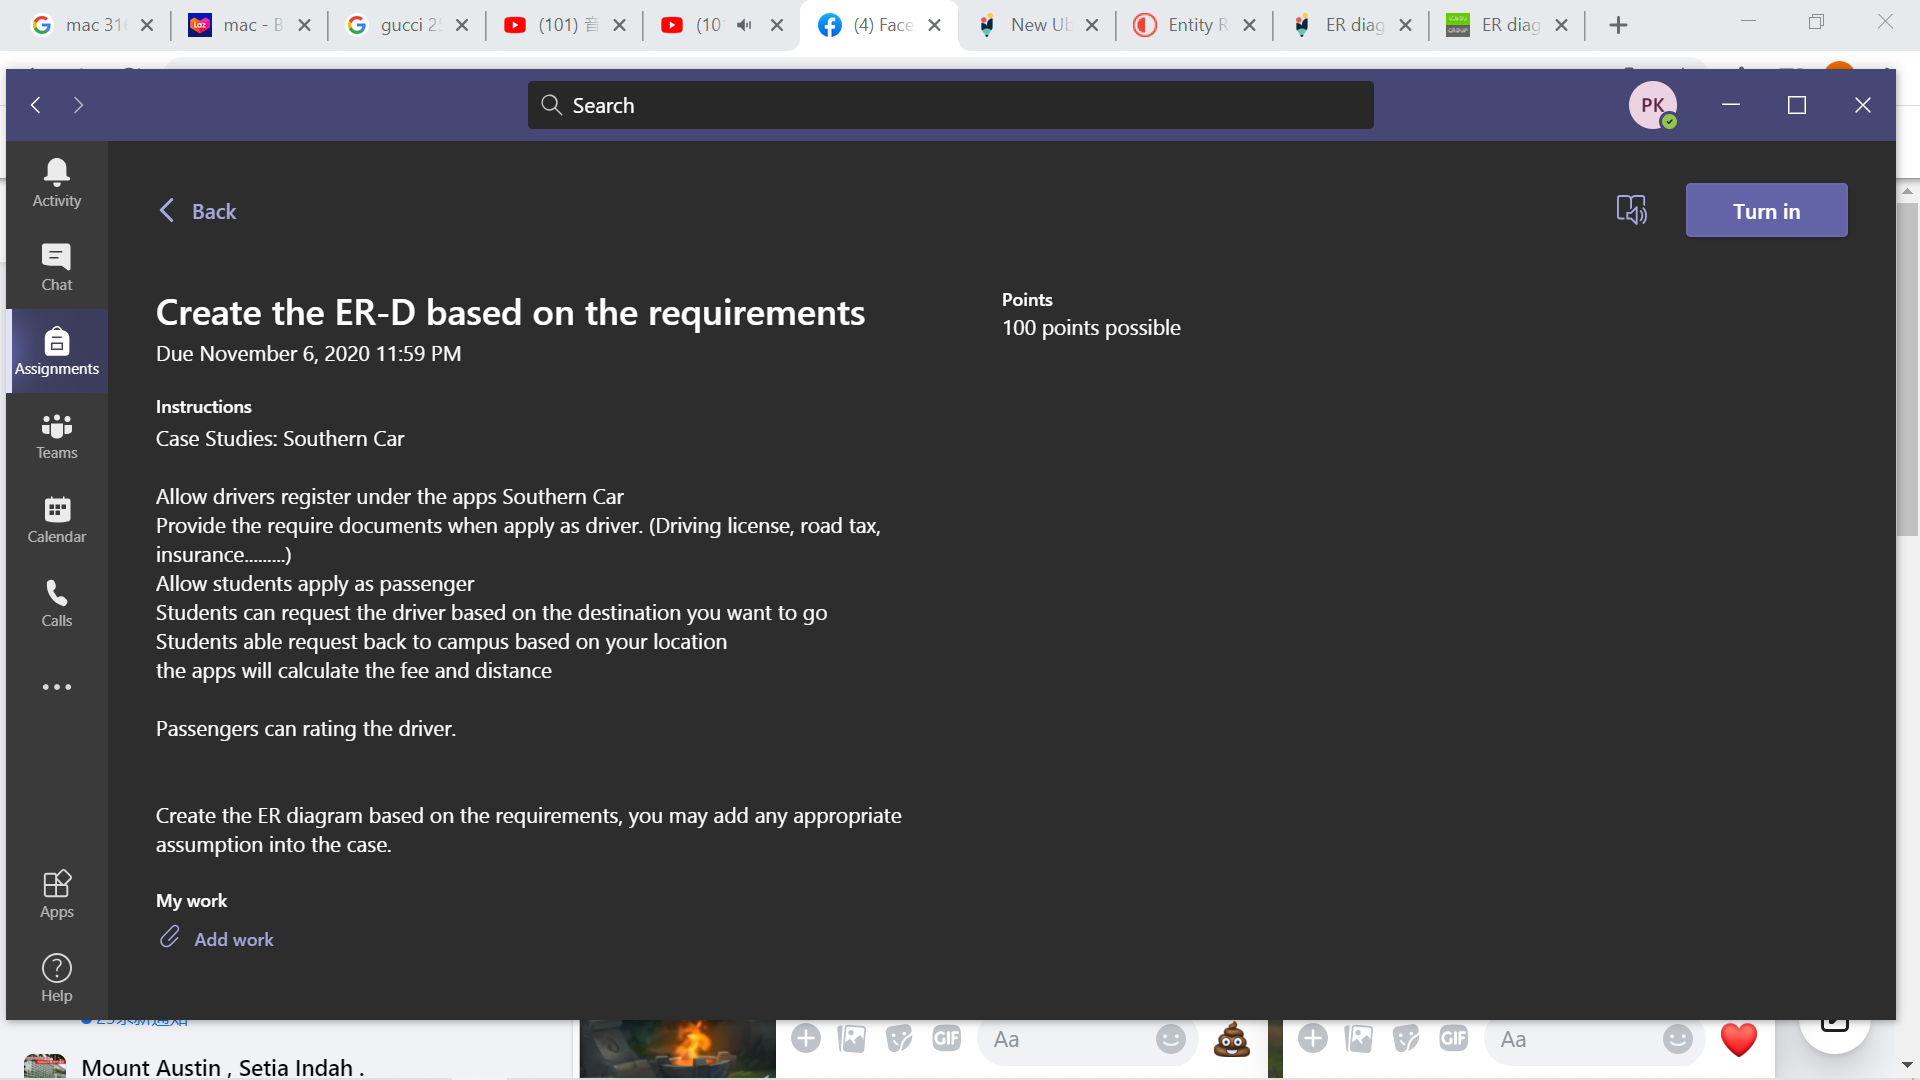 mac 31
mac - B
gucci 2
(101) 音
(10
(4) Face
New Ub
Entity R
ER diag
ER diag
Search
PK
Activity
Chat
Assignments
Teams
Calendar
Calls
Apps
Help
Back
Turn in
Create the ER-D based on the requirements
Due November 6, 2020 11:59 PM
Points
100 points possible
Instructions
Case Studies: Southern Car
Allow drivers register under the apps Southern Car
Provide the require documents when apply as driver. (Driving license, road tax,
insurance.........)
Allow students apply as passenger
Students can request the driver based on the destination you want to go
Students able request back to campus based on your location
the apps will calculate the fee and distance
Passengers can rating the driver.
Create the ER diagram based on the requirements, you may add any appropriate
assumption into the case.
My work
Add work
Mount Austin , Setia Indah .
GIF
Aa
GIF
Aa